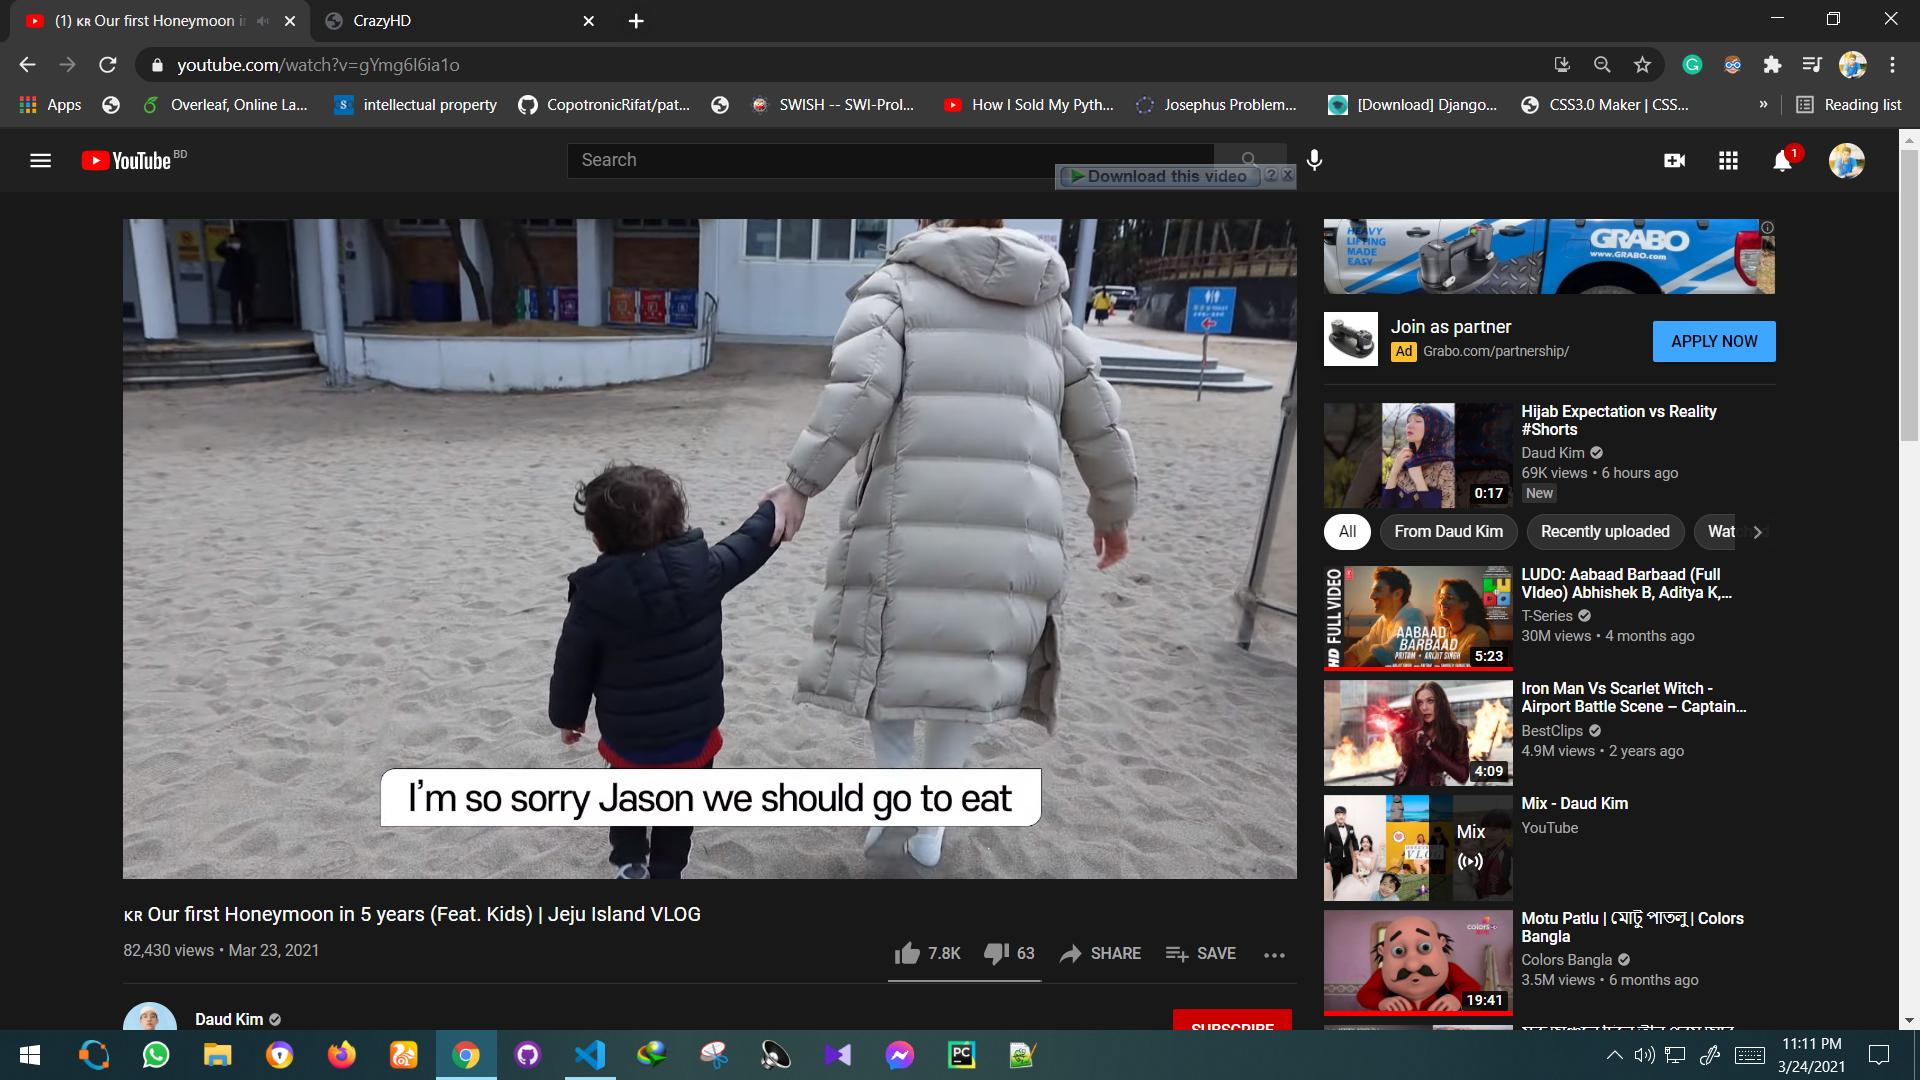 (1) ᴋʀ Our first Honeymoon i
CrazyHD
youtube.com/watch?v=gYmg6I6ia1o
Apps
Overleaf, Online La...
intellectual property
CopotronicRifat/pat...
SWISH -- SWI-Prol...
How I Sold My Pyth...
Josephus Problem...
[Download] Django...
CSS3.0 Maker | CSS...
»
Reading list
YouTube BD
Search
Download this video
1
HEAVY
LIFTING
MADE
EASY
GRABO
www.GRABO.com
Join as partner
Ad Grabo.com/partnership/
APPLY NOW
Hijab Expectation vs Reality
#Shorts
Daud Kim
69K views • 6 hours ago
New
0:17
All
From Daud Kim
Recently uploaded
Wat
HD FULL VIDEO
AABAAD
BARBAAD
PRITAM • ARIJIT SINGH
5:23
LUDO: Aabaad Barbaad (Full
VIdeo) Abhishek B, Aditya K,...
T-Series
30M views • 4 months ago
Iron Man Vs Scarlet Witch -
Airport Battle Scene – Captain...
BestClips
4.9M views • 2 years ago
4:09
Mix - Daud Kim
YouTube
Mix
VLOG
Motu Patlu | মোটু পাতলু | Colors
Bangla
Colors Bangla
3.5M views • 6 months ago
colors
19:41
I'm so sorry Jason we should go to eat
ᴋʀ Our first Honeymoon in 5 years (Feat. Kids) | Jeju Island VLOG
82,430 views • Mar 23, 2021
7.8K
63
SHARE
SAVE
Daud Kim
SUBSCRIBE
PC
11:11 PM
3/24/2021